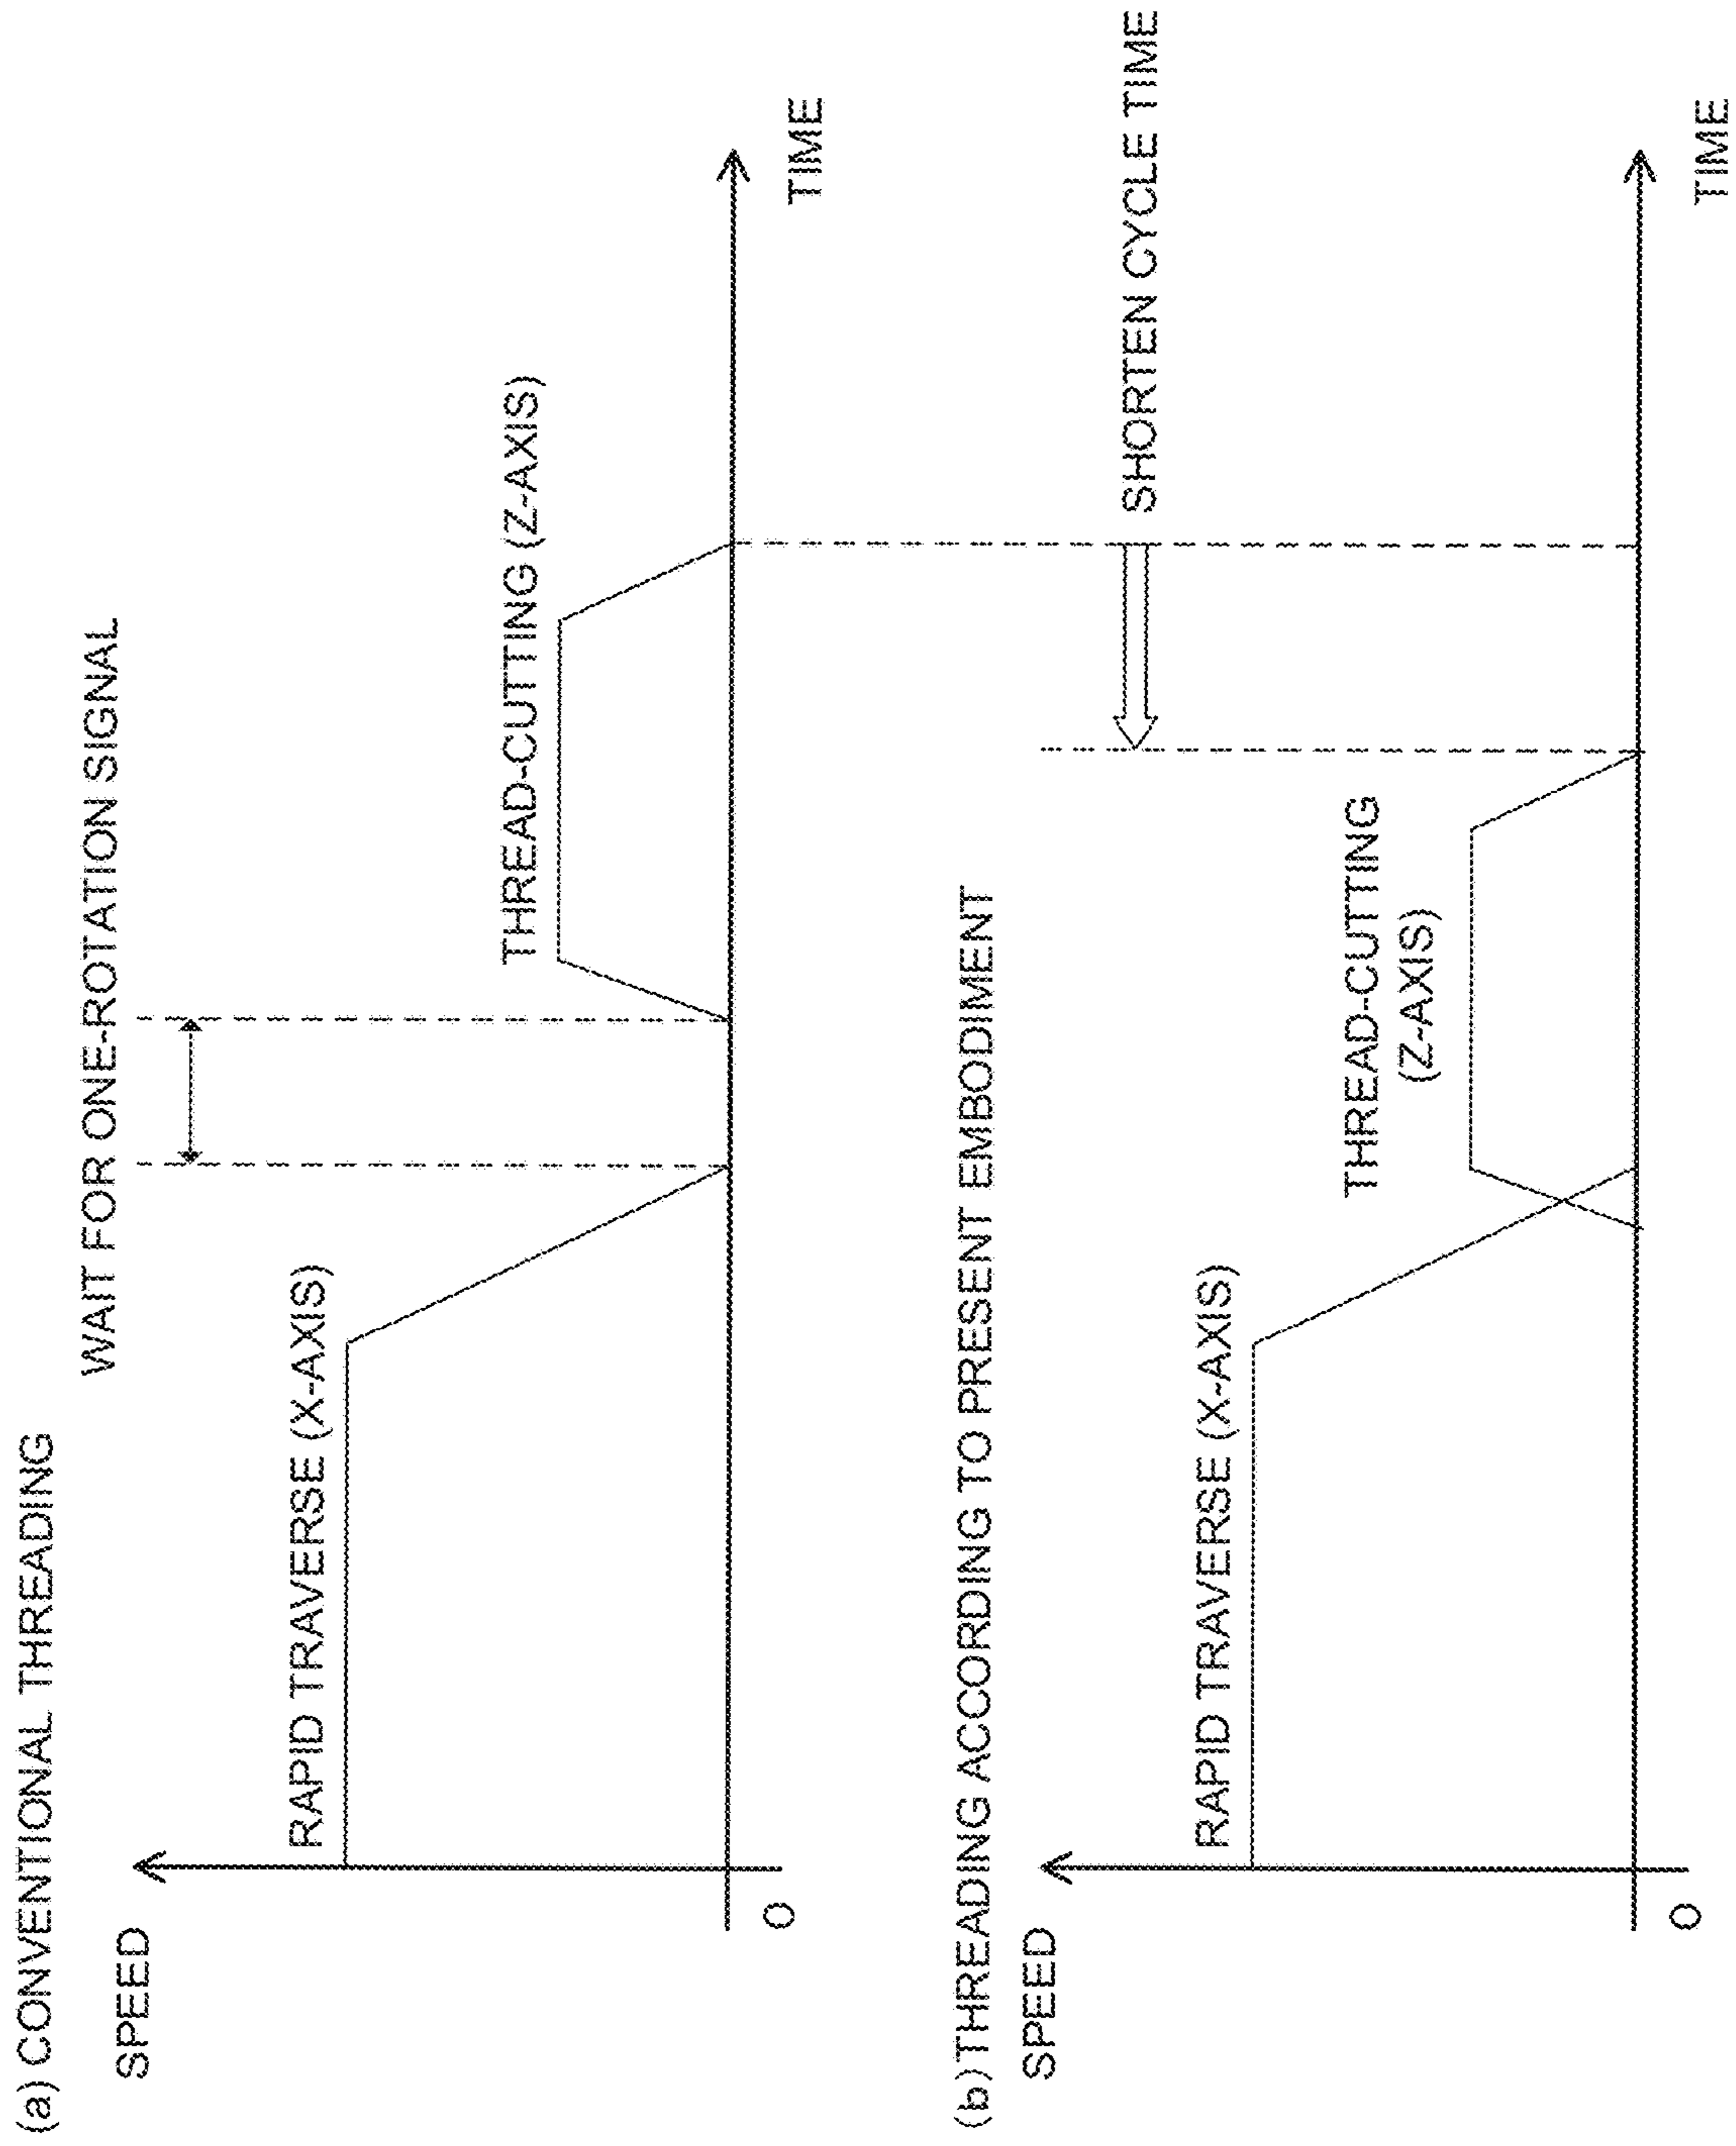 (a) CONVENTIONAL THREADING
WAIT FOR ONE-ROTATION SIGNAL
SPEED
RAPID TRAVERSE (X-AXIS)
THREAD-CUTTING (Z-AXIS)
0
TIME
(b) THREADING ACCORDING TO PRESENT EMBODIMENT
SPEED
SHORTEN CYCLE TIME
RAPID TRAVERSE (X-AXIS)
THREAD-CUTTING
(Z-AXIS)
0
TIME